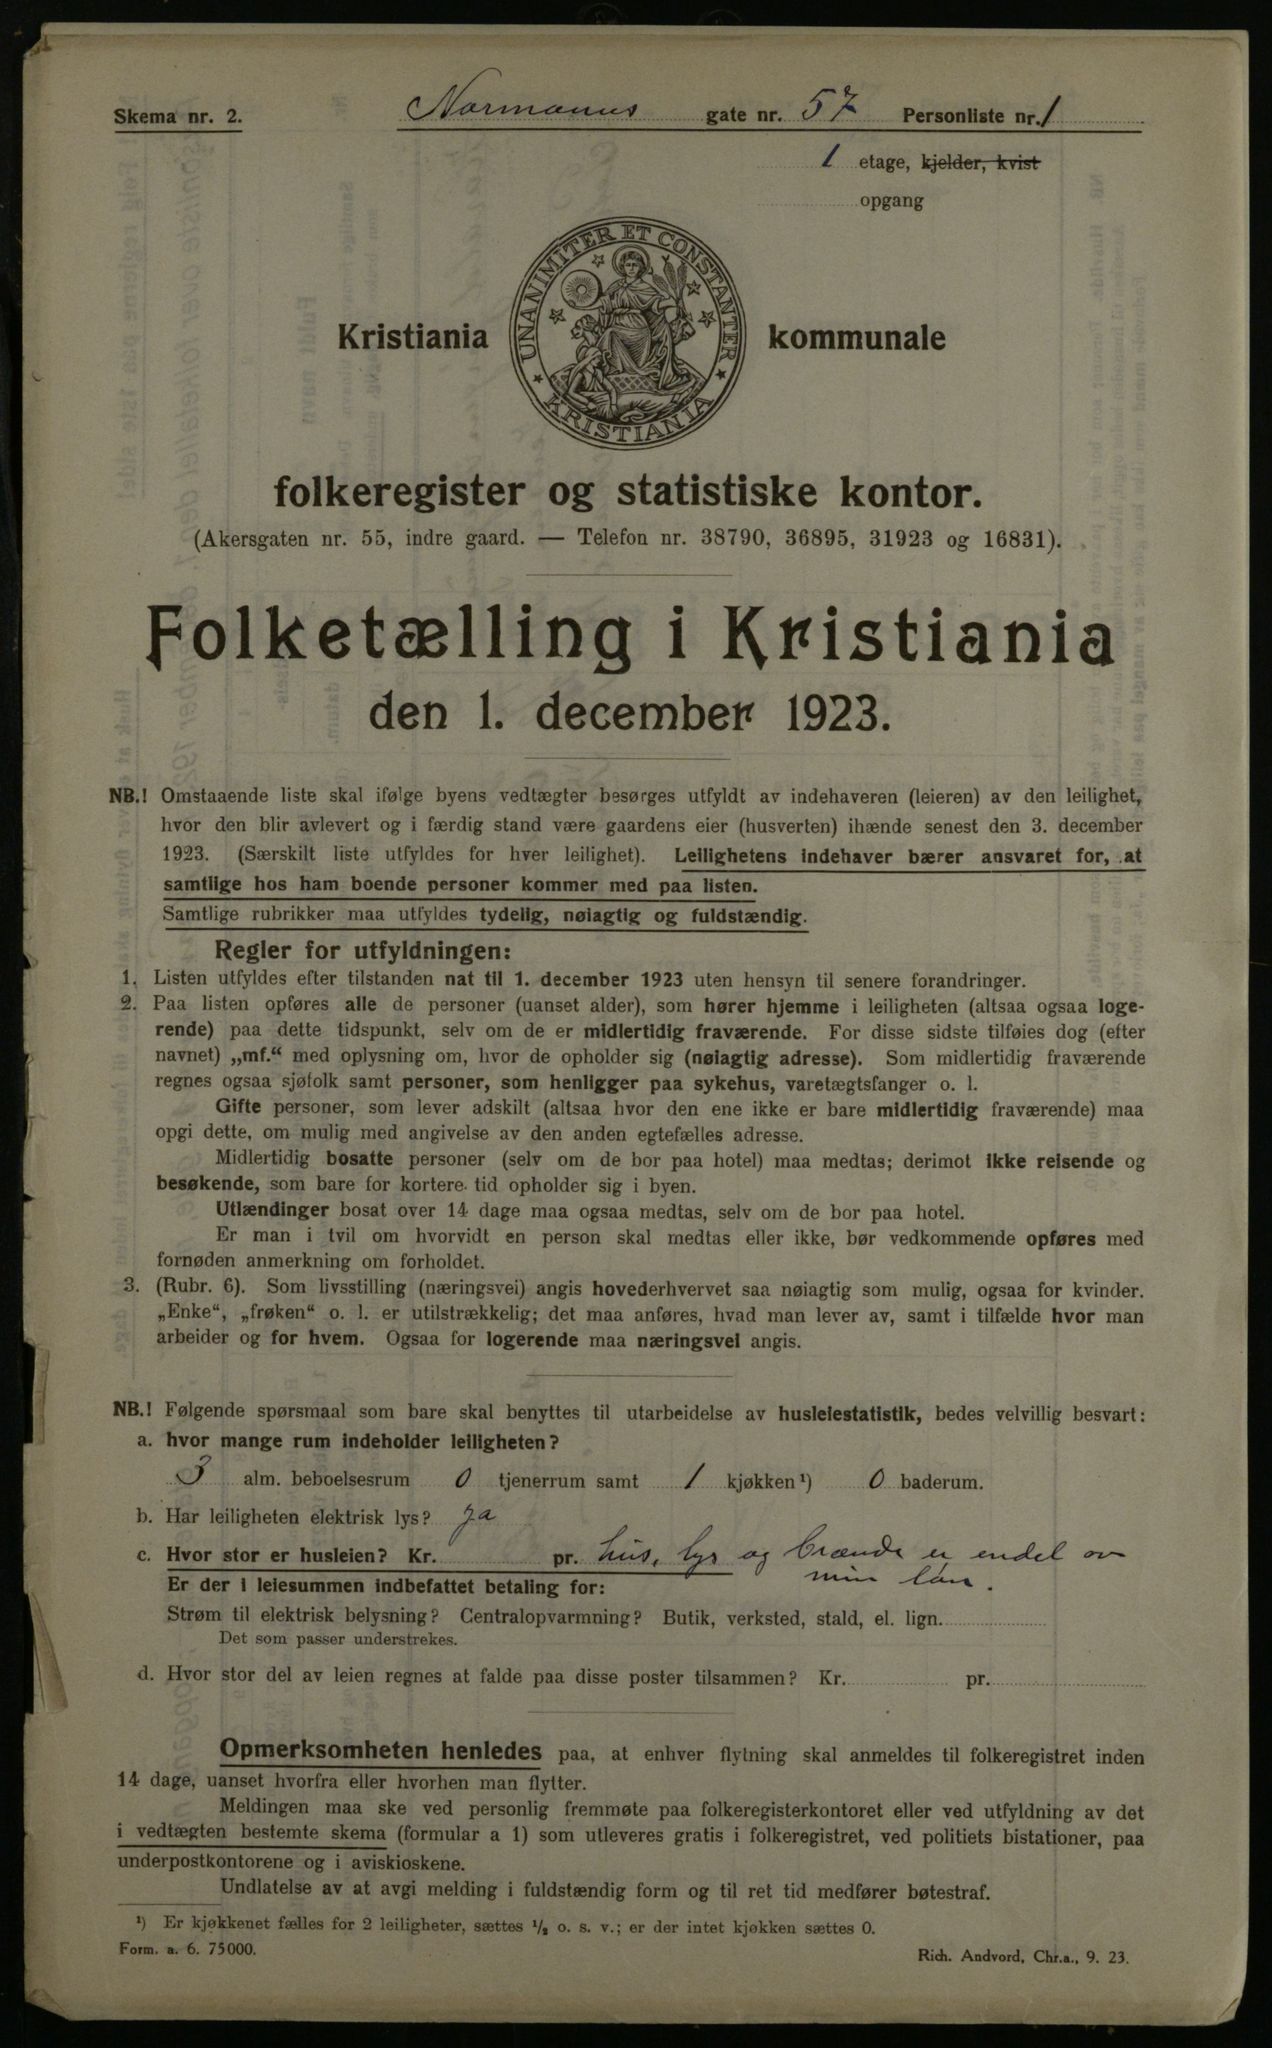 Skema nr. 2.
Normanns gate nr. 57 Personliste nr. 1
1 etage, kjelder, kvist
opgang
UNANIMITER ET CONSTANTER
KRISTIANIA
Kristiania kommunale
folkeregister og statistiske kontor.
(Akersgaten nr. 55, indre gaard. — Telefon nr. 38790, 36895, 31923 og 16831).
Folketælling i Kristiania
den 1. december 1923.
NB.! Omstaaende liste skal ifølge byens vedtægter besørges utfyldt av indehaveren (leieren) av den leilighet,
hvor den blir avlevert og i færdig stand være gaardens eier (husverten) ihænde senest den 3. december
1923. (Særskilt liste utfyldes for hver leilighet). Leilighetens indehaver bærer ansvaret for, at
samtlige hos ham boende personer kommer med paa listen.
Samtlige rubrikker maa utfyldes tydelig, nøiagtig og fuldstændig.
Regler for utfyldningen:
1. Listen utfyldes efter tilstanden nat til 1. december 1923 uten hensyn til senere forandringer.
2. Paa listen opføres alle de personer (uanset alder), som hører hjemme i leiligheten (altsaa ogsaa loge-
rende) paa dette tidspunkt, selv om de er midlertidig fraværende. For disse sidste tilføies dog (efter
navnet) „mf.“ med oplysning om, hvor de opholder sig (nøiagtig adresse). Som midlertidig fraværende
regnes ogsaa sjøfolk samt personer, som henligger paa sykehus, varetægtsfanger o. l.
Gifte personer, som lever adskilt (altsaa hvor den ene ikke er bare midlertidig fraværende) maa
opgi dette, om mulig med angivelse av den anden egtefælles adresse.
Midlertidig bosatte personer (selv om de bor paa hotel) maa medtas; derimot ikke reisende og
besøkende, som bare for kortere tid opholder sig i byen.
Utlændinger bosat over 14 dage maa ogsaa medtas, selv om de bor paa hotel.
Er man i tvil om hvorvidt en person skal medtas eller ikke, bør vedkommende opføres med
fornøden anmerkning om forholdet.
3. (Rubr. 6). Som livsstilling (næringsvei) angis hovederhvervet saa nøiagtig som mulig, ogsaa for kvinder.
„Enke“, „frøken“ o. l. er utilstrækkelig; det maa anføres, hvad man lever av, samt i tilfælde hvor man
arbeider og for hvem. Ogsaa for logerende maa næringsvei angis.
NB.! Følgende spørsmaal som bare skal benyttes til utarbeidelse av husleiestatistik, bedes velvillig besvart:
a. hvor mange rum indeholder leiligheten?
3 alm. beboelsesrum 0 tjenerrum samt 1 kjøkken ¹) 0 baderum.
b. Har leiligheten elektrisk lys? ja
c. Hvor stor er husleien? Kr. pr. hus, lys og brænde er endel av
min løn.
Er der i leiesummen indbefattet betaling for:
Strøm til elektrisk belysning? Centralopvarmning? Butik, verksted, stald, el. lign.
Det som passer understrekes.
d. Hvor stor del av leien regnes at falde paa disse poster tilsammen? Kr. pr.
Opmerksomheten henledes paa, at enhver flytning skal anmeldes til folkeregistret inden
14 dage, uanset hvorfra eller hvorhen man flytter.
Meldingen maa ske ved personlig fremmøte paa folkeregisterkontoret eller ved utfyldning av det
i vedtægten bestemte skema (formular a 1) som utleveres gratis i folkeregistret, ved politiets bistationer, paa
underpostkontorene og i aviskioskene.
Undlatelse av at avgi melding i fuldstændig form og til ret tid medfører bøtestraf.
¹) Er kjøkkenet fælles for 2 leiligheter, sættes ½ o. s. v.; er der intet kjøkken sættes 0.
Form. a. 6. 75000.
Rich. Andvord, Chr.a., 9. 23.